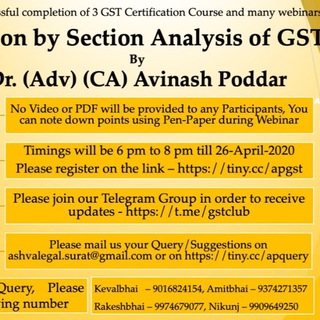 ful completion of 3 GST Certification Course and many webinars
on by Section Analysis of GST
By
Dr. (Adv) (CA) Avinash Poddar
No Video or PDF will be provided to any Participants, You
can note down points using Pen-Paper during Webinar
Timings will be 6 pm to 8 pm till 26-April-2020
Please register on the link – https://tiny.cc/apgst
Please join our Telegram Group in order to receive
updates - https://t.me/gstclub
Please mail us your Query/Suggestions on
ashvalegal.surat@gmail.com or on https://tiny.cc/apquery
Query, Please
ving number
Kevalbhai – 9016824154, Amitbhai – 9374271357
Rakeshbhai – 9974679077, Nikunj – 9909649250